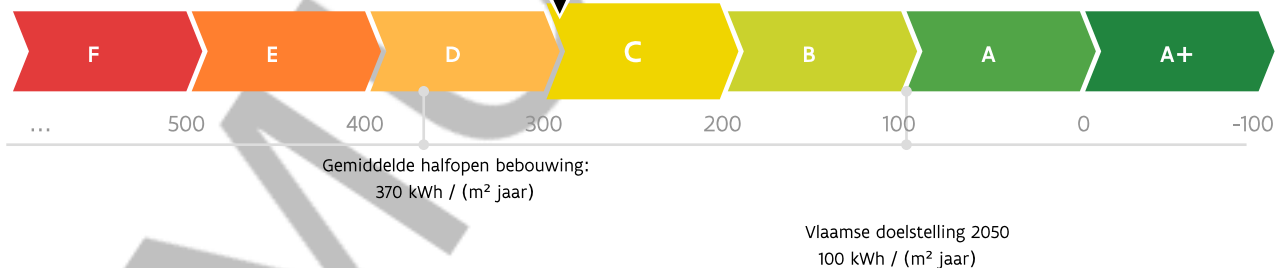 F E D C B A A+
... 500 400 300 200 100 0 -100
Gemiddelde halfopen bebouwing:
370 kWh / (m² jaar)
Vlaamse doelstelling 2050
100 kWh / (m² jaar)